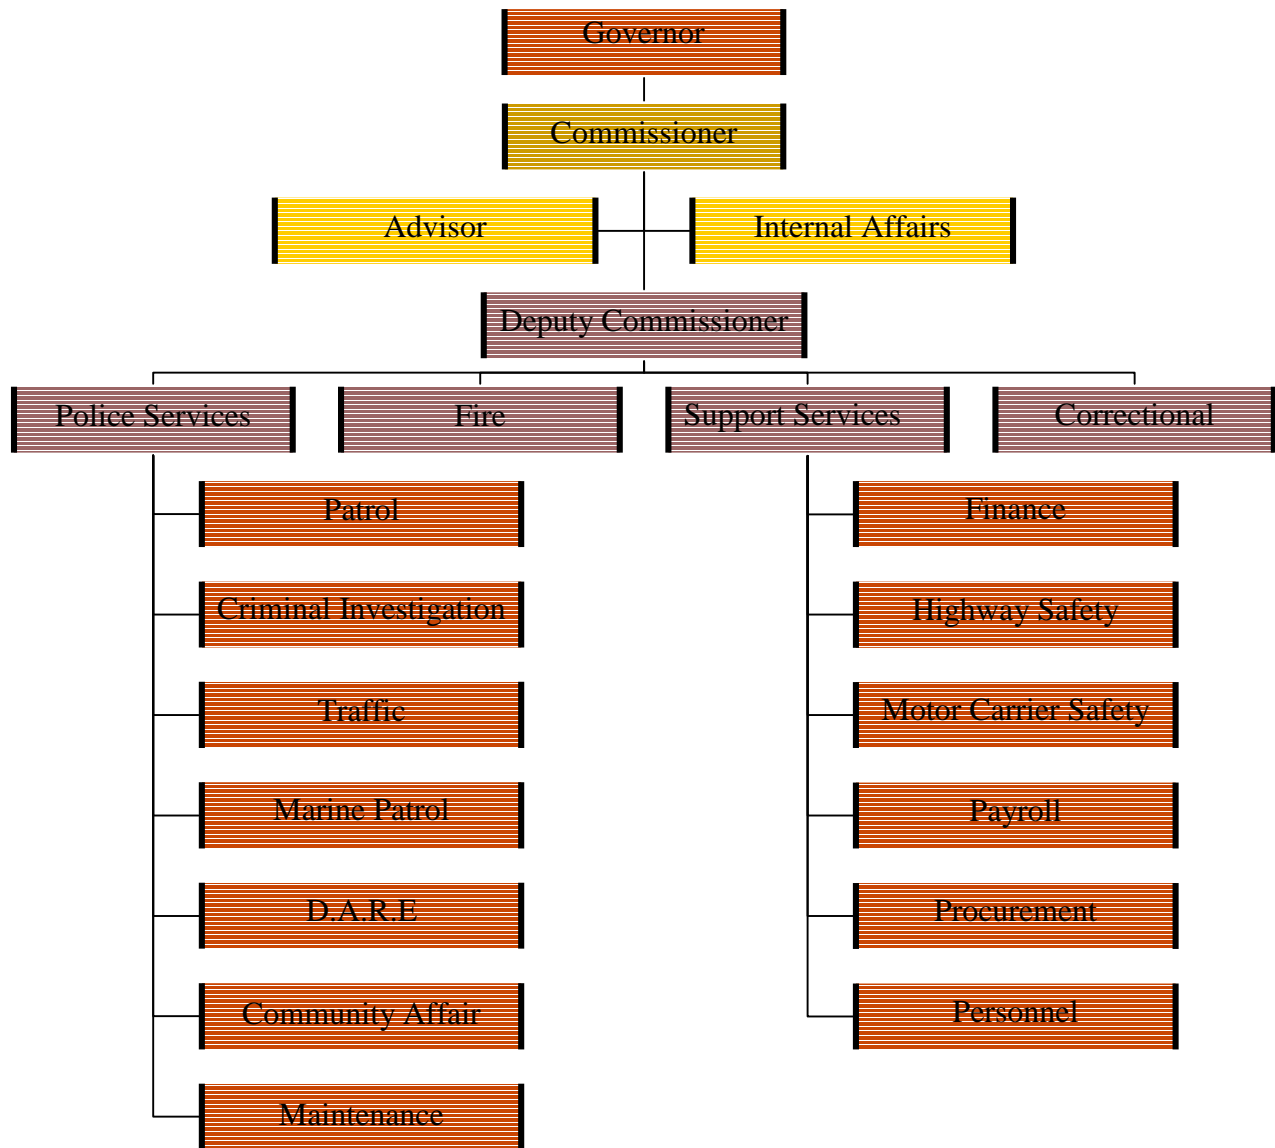 Governor
Commissioner
Advisor
Internal Affairs
Deputy Commissioner
Police Services
Fire
Support Services
Correctional
Patrol
Criminal Investigation
Traffic
Marine Patrol
D.A.R.E
Community Affair
Maintenance
Finance
Highway Safety
Motor Carrier Safety
Payroll
Procurement
Personnel